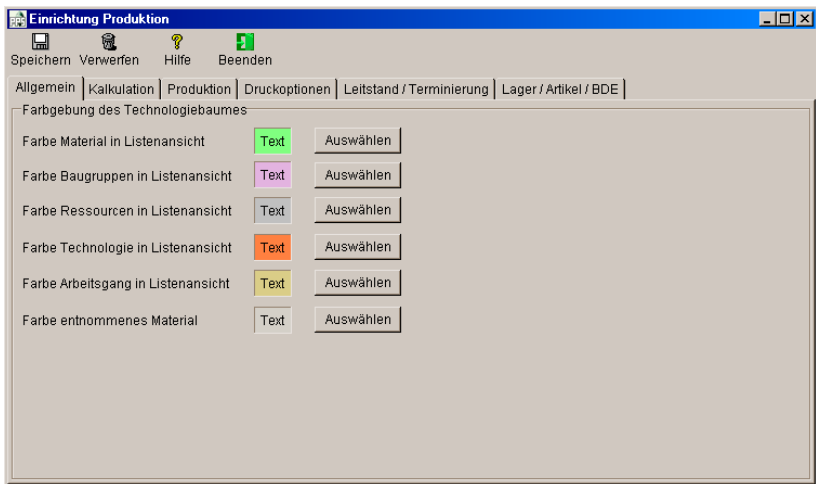 Einrichtung Produktion
Speichern Verwerfen Hilfe Beenden
Allgemein Kalkulation Produktion Druckoptionen Leitstand / Terminierung Lager / Artikel / BDE
Farbgebung des Technologiebaumes
Farbe Material in Listenansicht Text Auswählen
Farbe Baugruppen in Listenansicht Text Auswählen
Farbe Ressourcen in Listenansicht Text Auswählen
Farbe Technologie in Listenansicht Text Auswählen
Farbe Arbeitsgang in Listenansicht Text Auswählen
Farbe entnommenes Material Text Auswählen